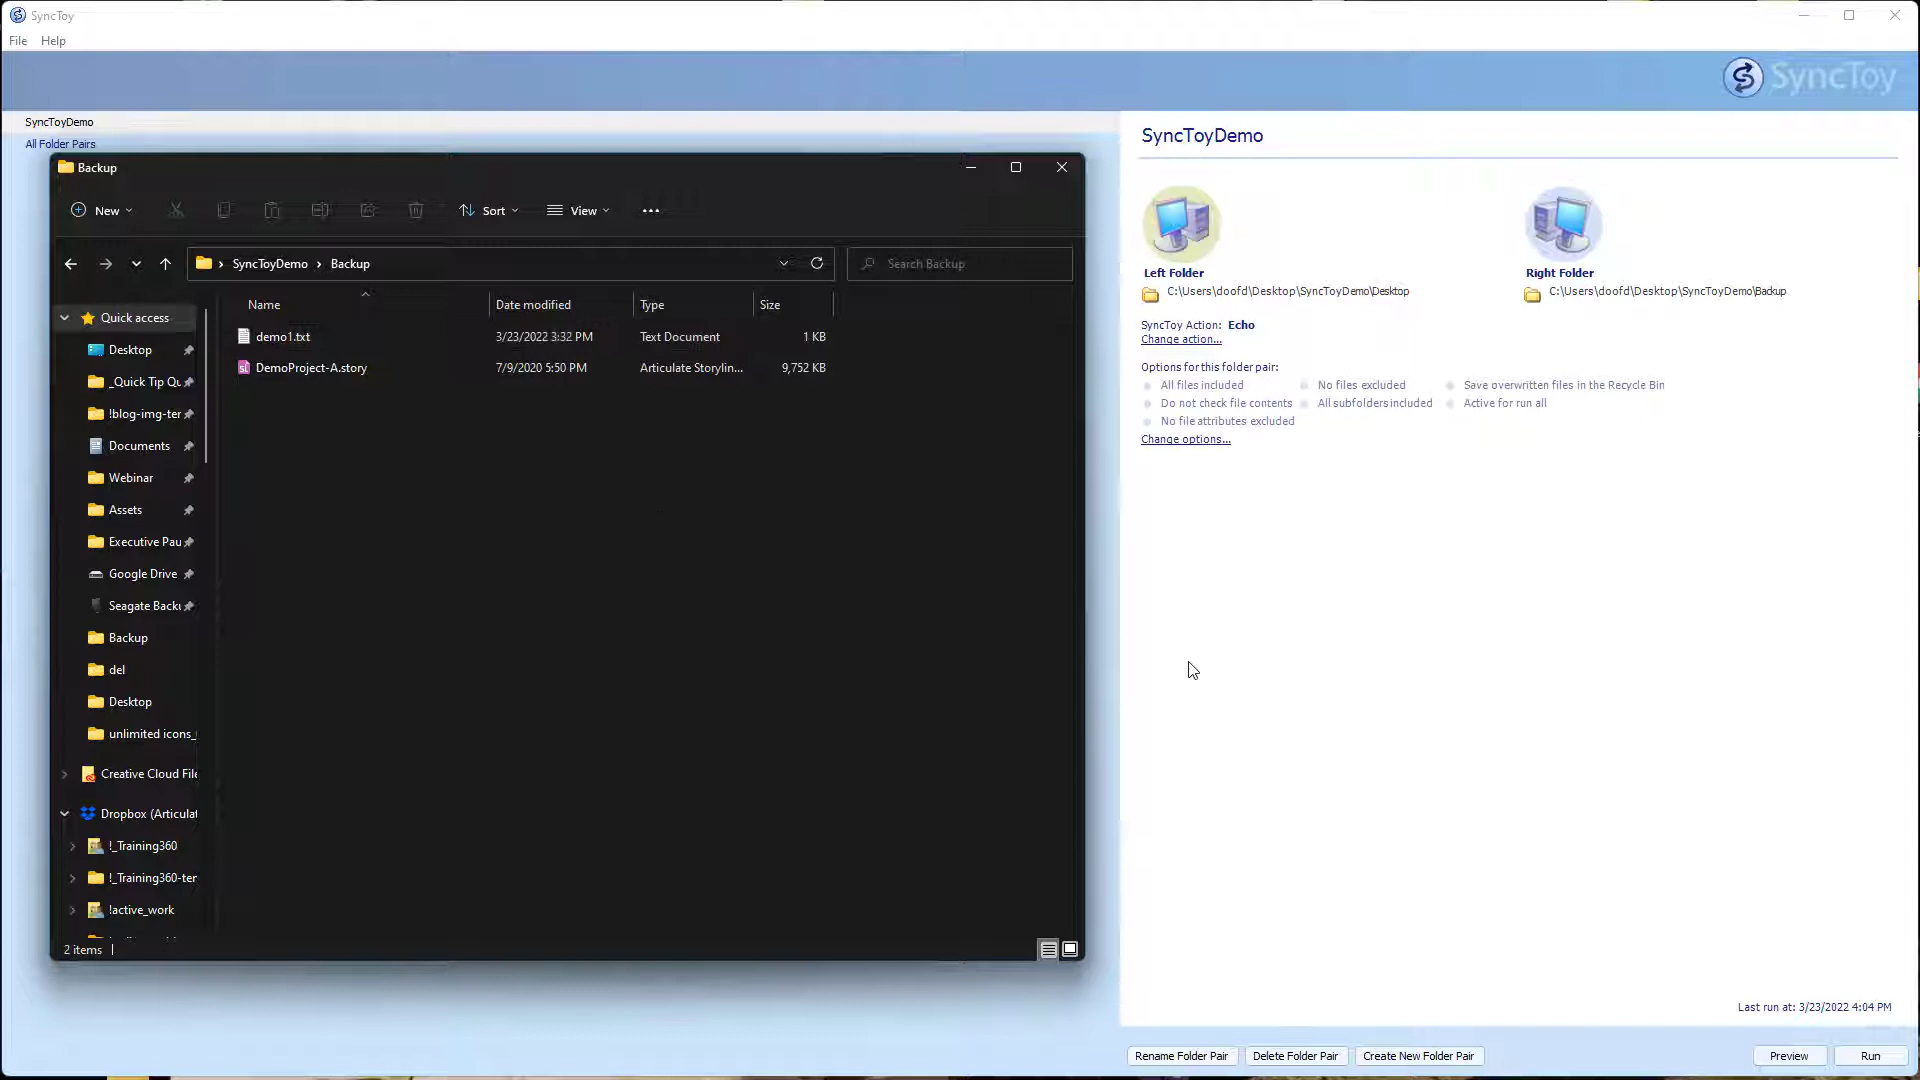 SyncToy
File Help
SyncToy
SyncToyDemo
All Folder Pairs
Backup
New
Sort
View
SyncToyDemo
Backup
Search Backup
Name
Date modified
Type
Size
demo1.txt
3/23/2022 3:32 PM
Text Document
1 KB
DemoProject-A.story
7/9/2020 5:50 PM
Articulate Storylin...
9,752 KB
Quick access
Desktop
_Quick Tip Qu
!blog-img-ter
Documents
Webinar
Assets
Executive Pau
Google Drive
Seagate Backu
Backup
del
Desktop
unlimited icons_
Creative Cloud File
Dropbox (Articulat
!_Training360
!_Training360-ter
!active_work
2 items
SyncToyDemo
Left Folder
C:\Users\doofd\Desktop\SyncToyDemo\Desktop
Right Folder
C:\Users\doofd\Desktop\SyncToyDemo\Backup
SyncToy Action: Echo
Change action...
Options for this folder pair:
All files included
No files excluded
Save overwritten files in the Recycle Bin
Do not check file contents
All subfolders included
Active for run all
No file attributes excluded
Change options...
Last run at: 3/23/2022 4:04 PM
Rename Folder Pair
Delete Folder Pair
Create New Folder Pair
Preview
Run